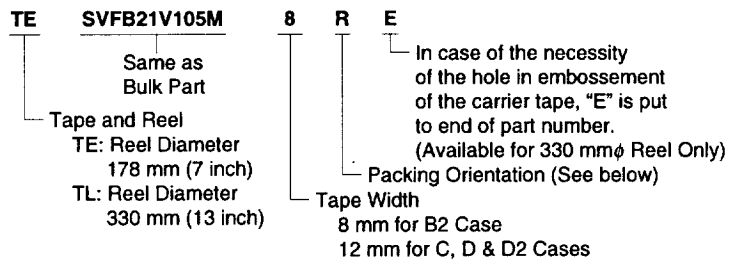 TE SVFB21V105M 8 R E
Same as
Bulk Part
In case of the necessity
of the hole in embossement
of the carrier tape, “E” is put
to end of part number.
(Available for 330 mmϕ Reel Only)
Tape and Reel
TE: Reel Diameter
178 mm (7 inch)
TL: Reel Diameter
330 mm (13 inch)
Packing Orientation (See below)
Tape Width
8 mm for B2 Case
12 mm for C, D & D2 Cases